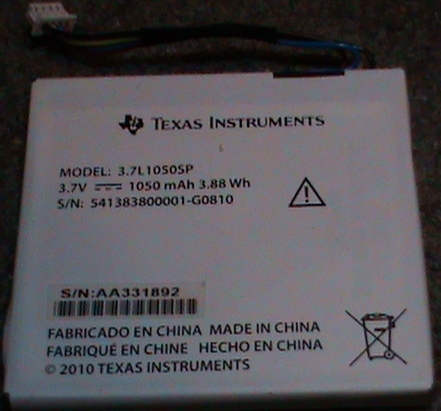 TEXAS INSTRUMENTS
MODEL: 3.7L1050SP
3.7V 1050 mAh 3.88 Wh
S/N: 541383800001-G0810
S/N:AA331892
FABRICADO EN CHINA MADE IN CHINA
FABRIQUÉ EN CHINE HECHO EN CHINA
© 2010 TEXAS INSTRUMENTS